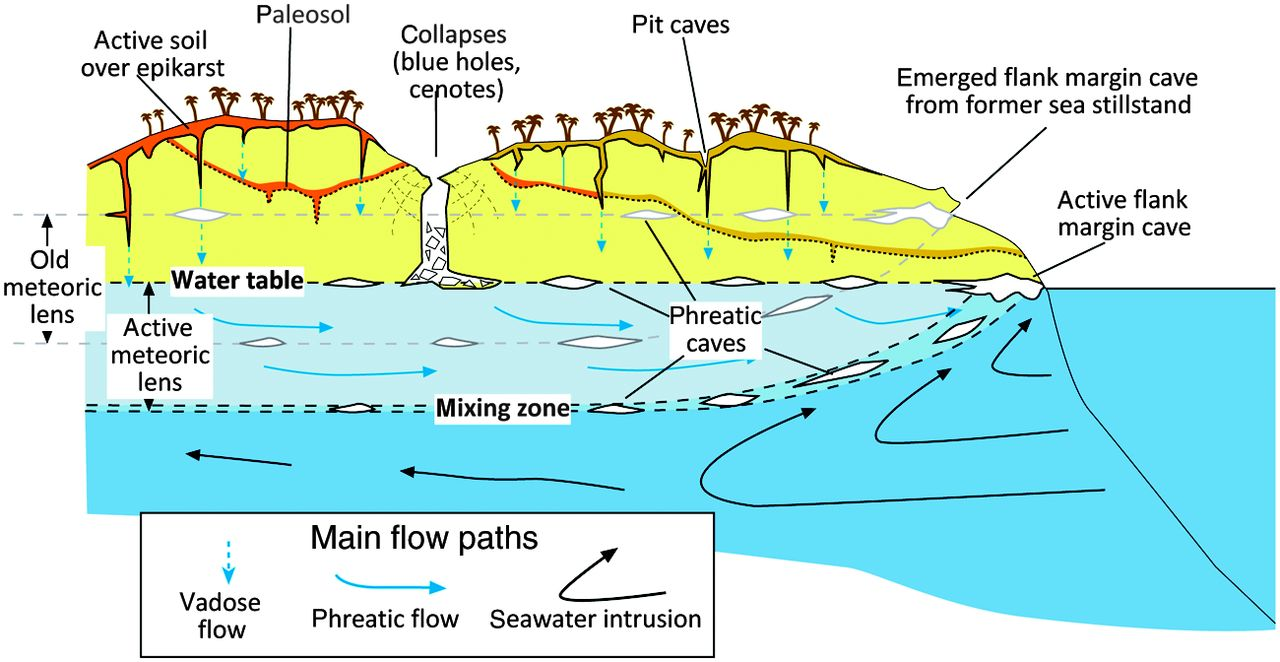 Paleosol
Active soil
over epikarst
Collapses
(blue holes,
cenotes)
Pit caves
Emerged flank margin cave
from former sea stillstand
Active flank
margin cave
Old
meteoric
lens
Water table
Active
meteoric
lens
Phreatic
caves
Mixing zone
Main flow paths
Vadose
flow
Phreatic flow
Seawater intrusion